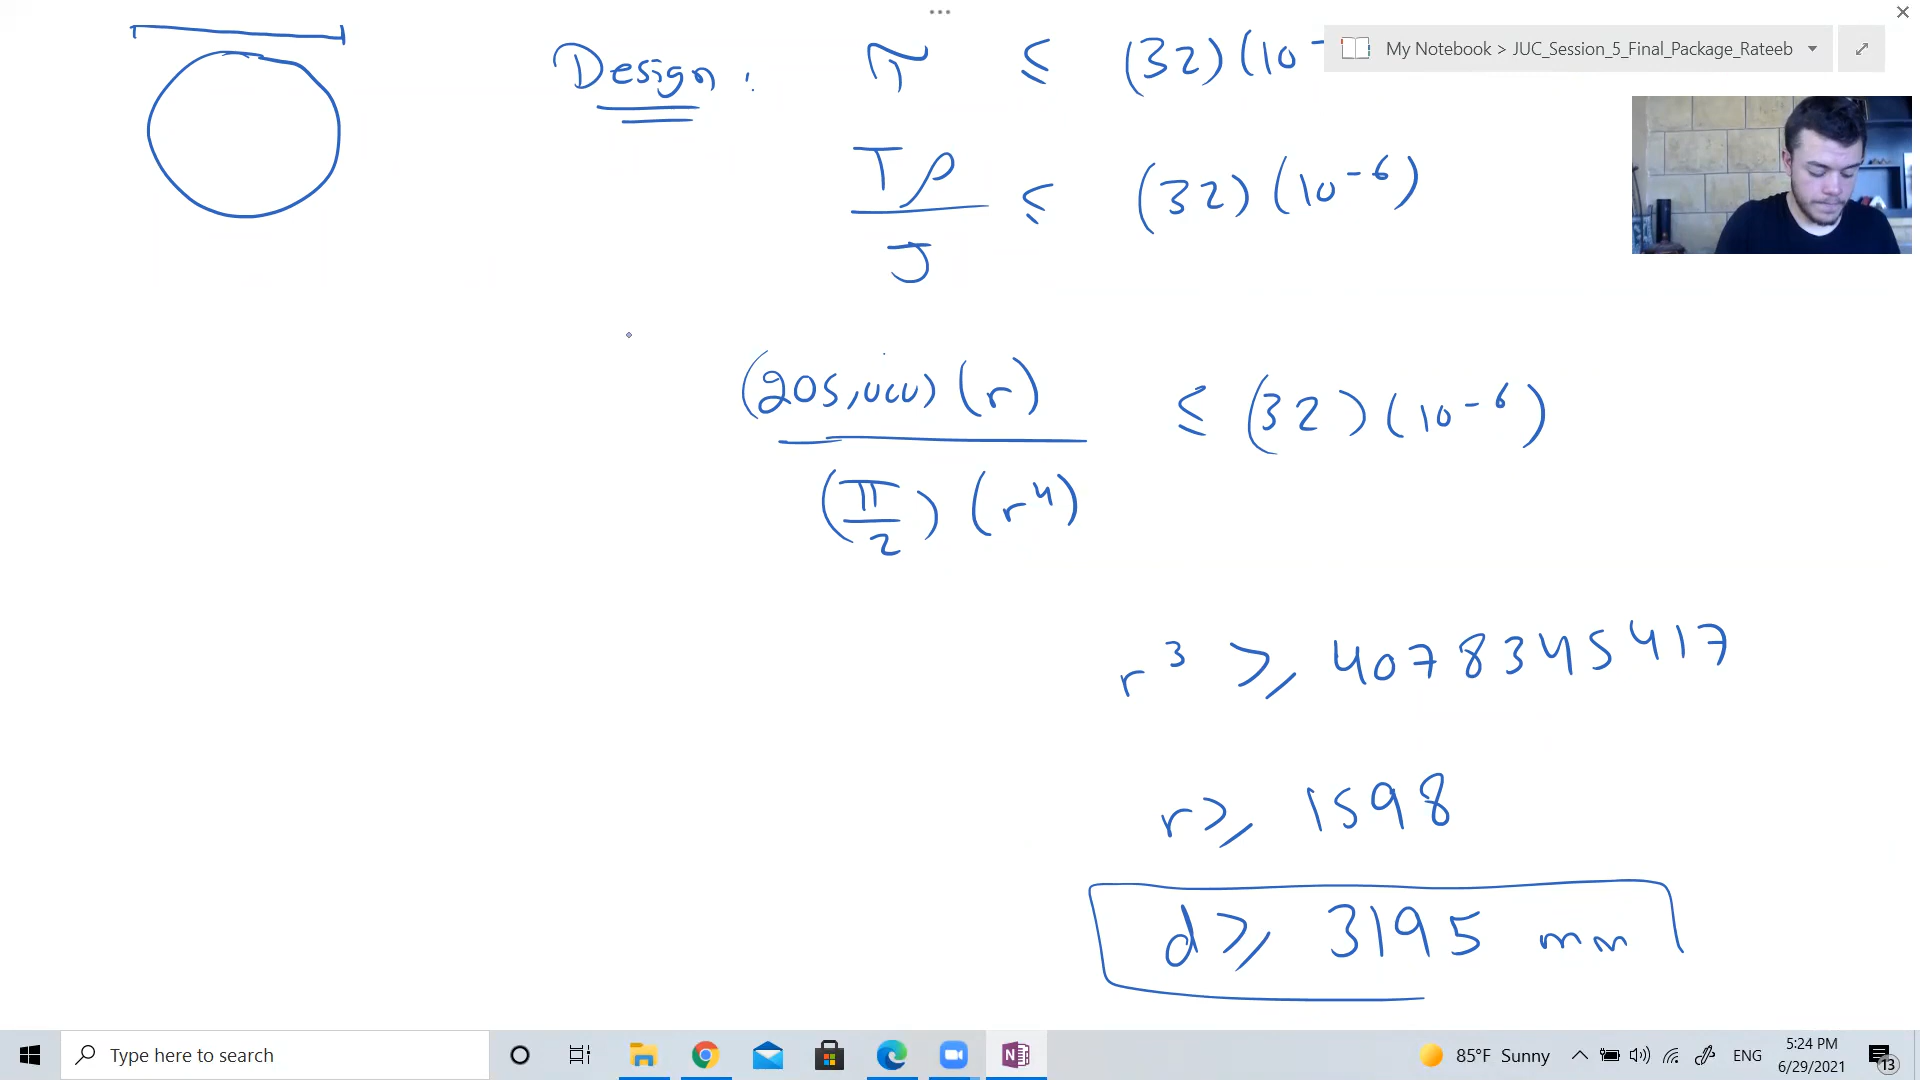 Design : τ ≤ (32)(10⁻
My Notebook > JUC_Session_5_Final_Package_Rateeb
Tρ/J ≤ (32)(10⁻⁶)
(205,000)(r) / (π/2)(r⁴) ≤ (32)(10⁻⁶)
r³ ≥ 4078345417
r ≥ 1598
d ≥ 3195 mm
Type here to search
85°F Sunny
ENG
5:24 PM
6/29/2021
13